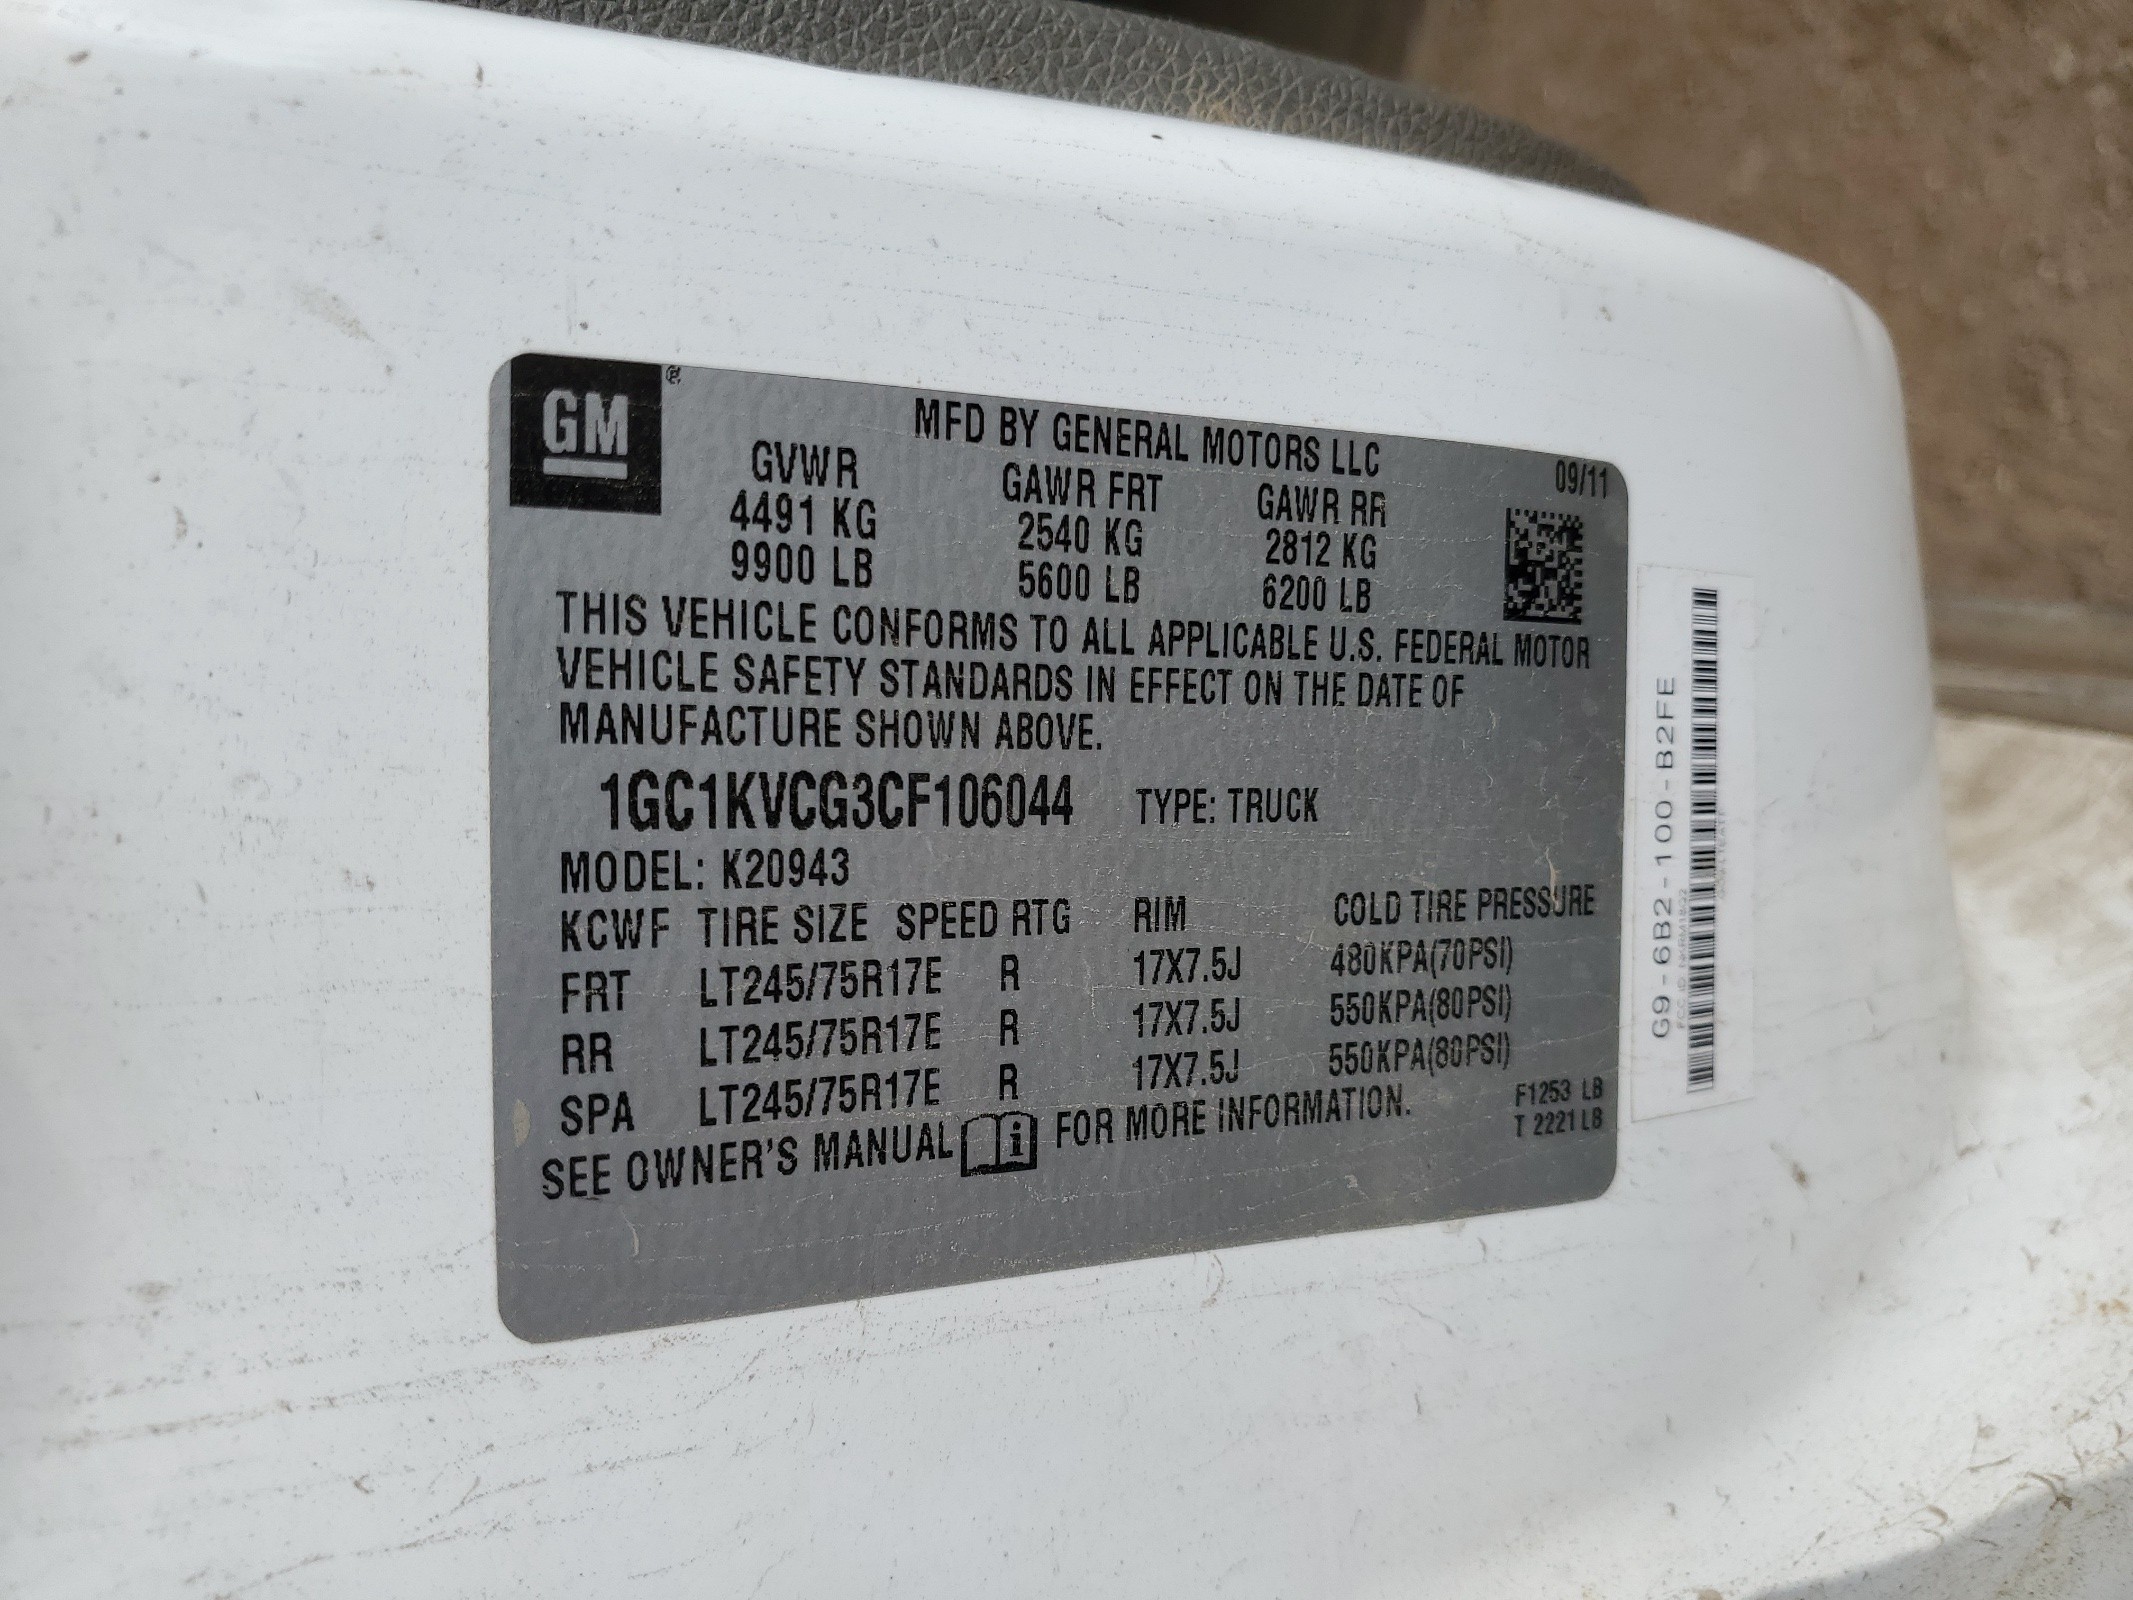 GM ®
MFD BY GENERAL MOTORS LLC
09/11
GVWR GAWR FRT GAWR RR
4491 KG 2540 KG 2812 KG
9900 LB 5600 LB 6200 LB
THIS VEHICLE CONFORMS TO ALL APPLICABLE U.S. FEDERAL MOTOR
VEHICLE SAFETY STANDARDS IN EFFECT ON THE DATE OF
MANUFACTURE SHOWN ABOVE.
1GC1KVCG3CF106044 TYPE: TRUCK
MODEL: K20943
KCWF TIRE SIZE SPEED RTG RIM COLD TIRE PRESSURE
FRT LT245/75R17E R 17X7.5J 480KPA(70PSI)
RR LT245/75R17E R 17X7.5J 550KPA(80PSI)
SPA LT245/75R17E R 17X7.5J 550KPA(80PSI)
SEE OWNER'S MANUAL i FOR MORE INFORMATION.
F1253 LB
T 2221 LB
G9-6B2-100-B2FE